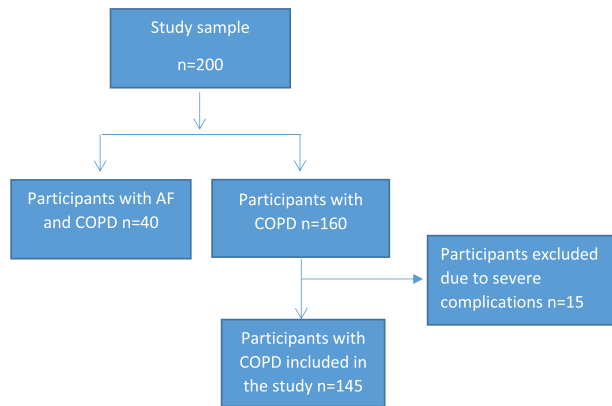 Study sample
n=200
Participants with AF
and COPD n=40
Participants with
COPD n=160
Participants excluded
due to severe
complications n=15
Participants with
COPD included in
the study n=145